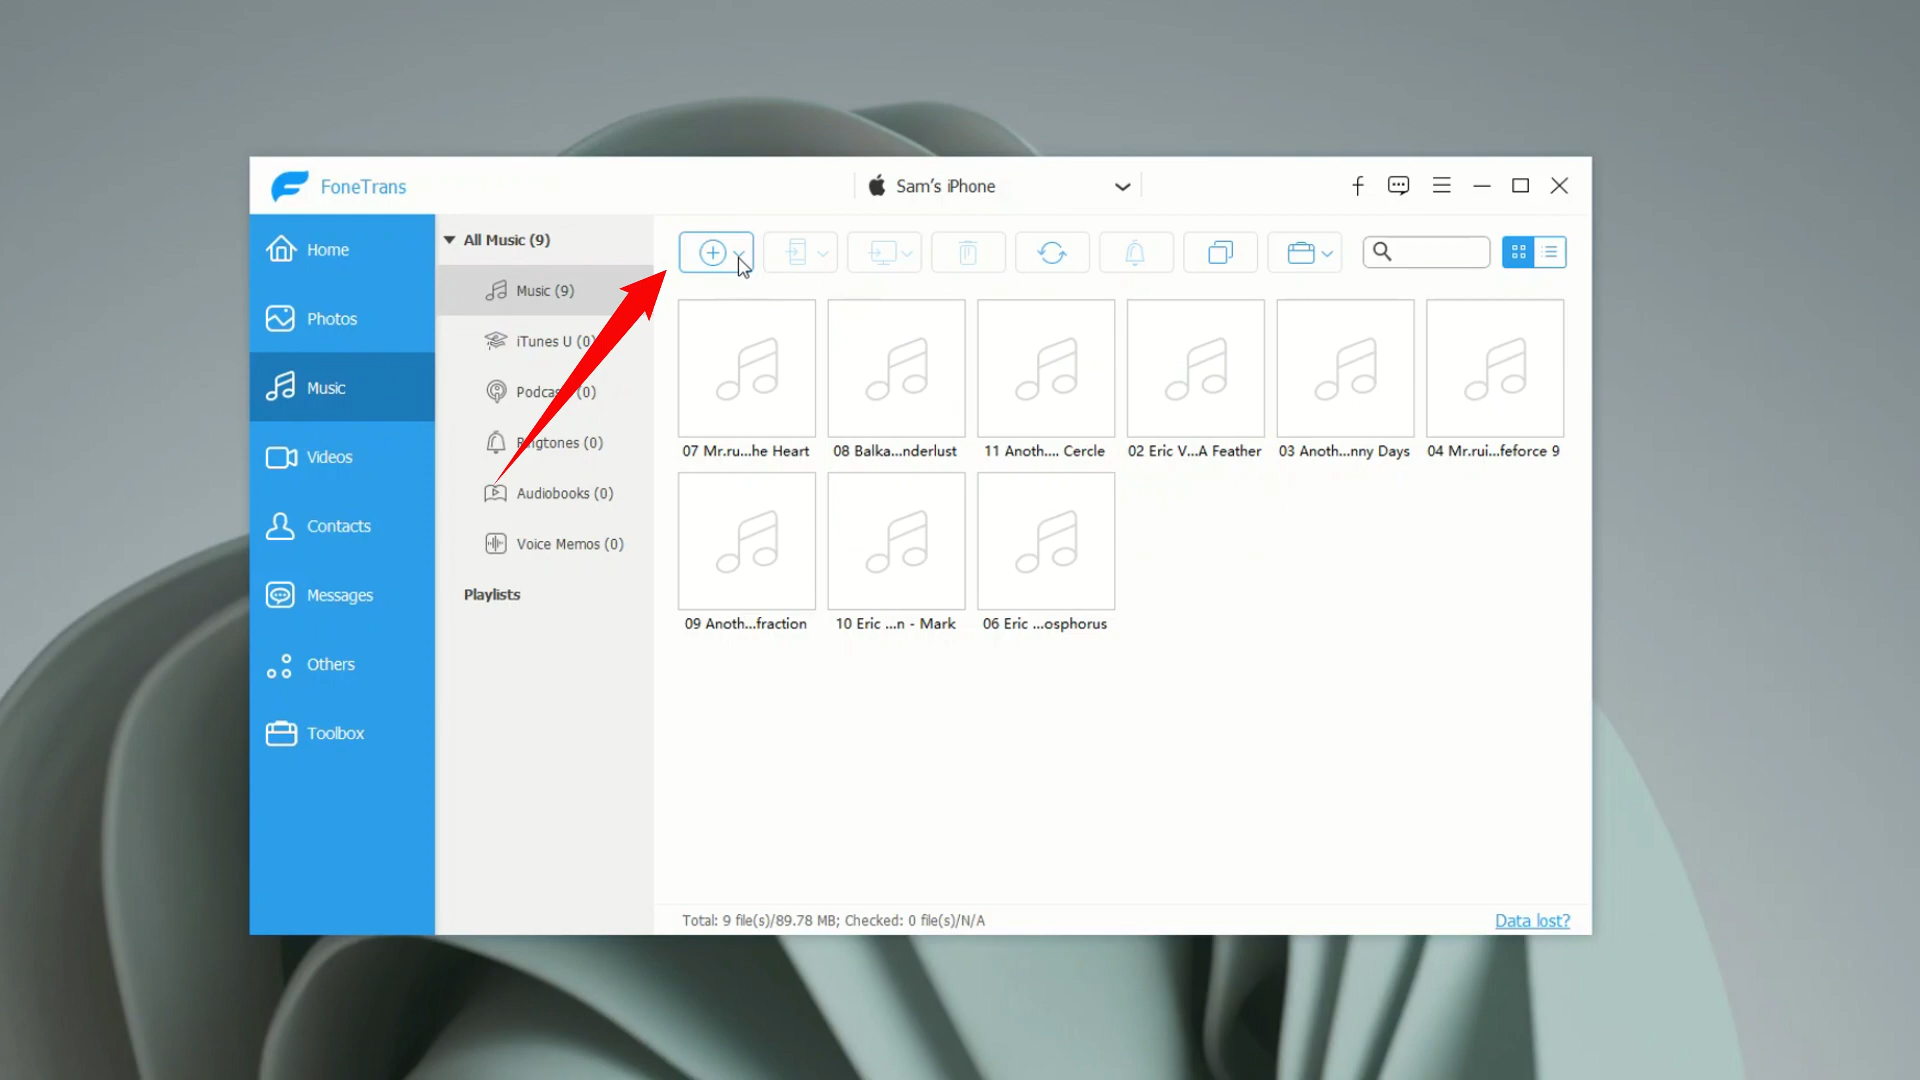 FoneTrans
Sam's iPhone
Home
Photos
Music
Videos
Contacts
Messages
Others
Toolbox
All Music (9)
Music (9)
iTunes U (0)
(0)
Ringtones (0)
Audiobooks (0)
Voice Memos (0)
Playlists
07 Mr.ru...he Heart
08 Balka...nderlust
11 Anoth.... Cercle
02 Eric V...A Feather
03 Anoth...nny Days
04 Mr.rui...feforce 9
09 Anoth...fraction
10 Eric ...n - Mark
06 Eric ...osphorus
Total: 9 file(s)/89.78 MB; Checked: 0 file(s)/N/A
Data lost?